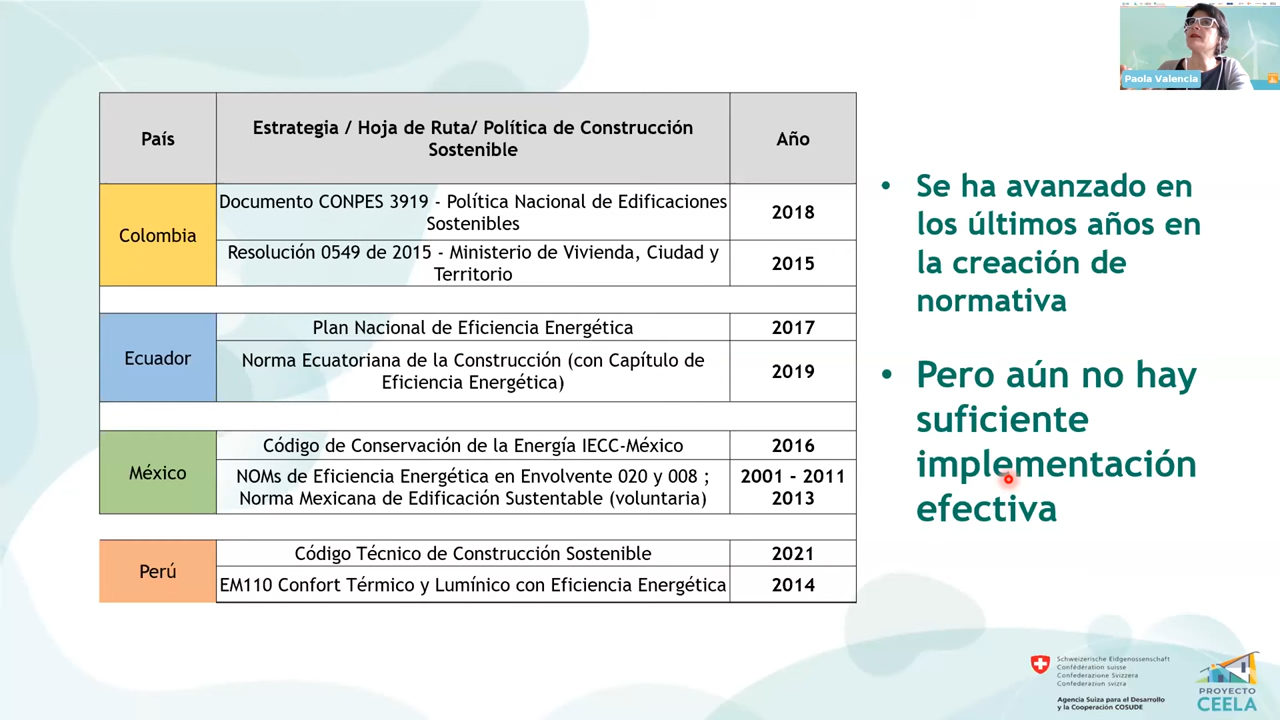 Paola Valencia
País
Estrategia / Hoja de Ruta/ Política de Construcción
Sostenible
Año
Colombia
Documento CONPES 3919 - Política Nacional de Edificaciones
Sostenibles
2018
Resolución 0549 de 2015 - Ministerio de Vivienda, Ciudad y
Territorio
2015
Ecuador
Plan Nacional de Eficiencia Energética
2017
Norma Ecuatoriana de la Construcción (con Capítulo de
Eficiencia Energética)
2019
México
Código de Conservación de la Energía IECC-México
2016
NOMs de Eficiencia Energética en Envolvente 020 y 008 ;
Norma Mexicana de Edificación Sustentable (voluntaria)
2001 - 2011
2013
Perú
Código Técnico de Construcción Sostenible
2021
EM110 Confort Térmico y Lumínico con Eficiencia Energética
2014
• Se ha avanzado en
los últimos años en
la creación de
normativa
• Pero aún no hay
suficiente
implementación
efectiva
Schweizerische Eidgenossenschaft
Confédération suisse
Confederazione Svizzera
Confederaziun svizra
Agencia Suiza para el Desarrollo
y la Cooperación COSUDE
PROYECTO
CEELA